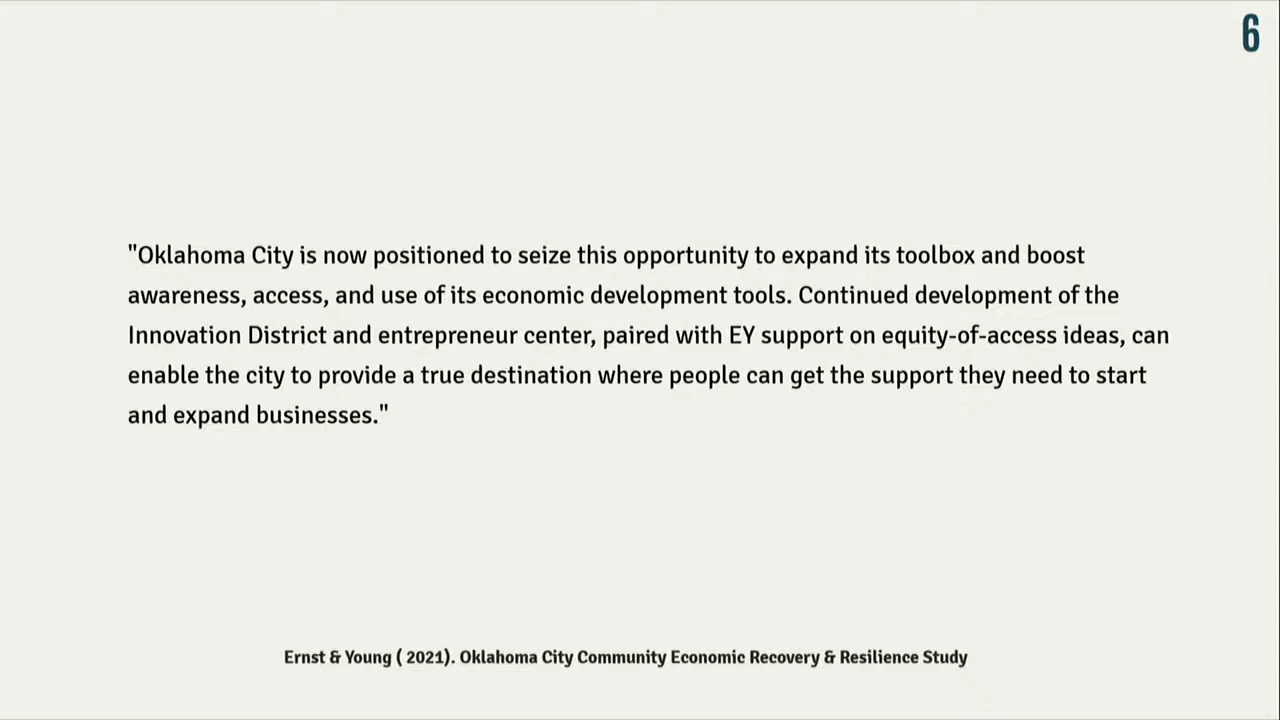 6
"Oklahoma City is now positioned to seize this opportunity to expand its toolbox and boost
awareness, access, and use of its economic development tools. Continued development of the
Innovation District and entrepreneur center, paired with EY support on equity-of-access ideas, can
enable the city to provide a true destination where people can get the support they need to start
and expand businesses."
Ernst & Young ( 2021). Oklahoma City Community Economic Recovery & Resilience Study